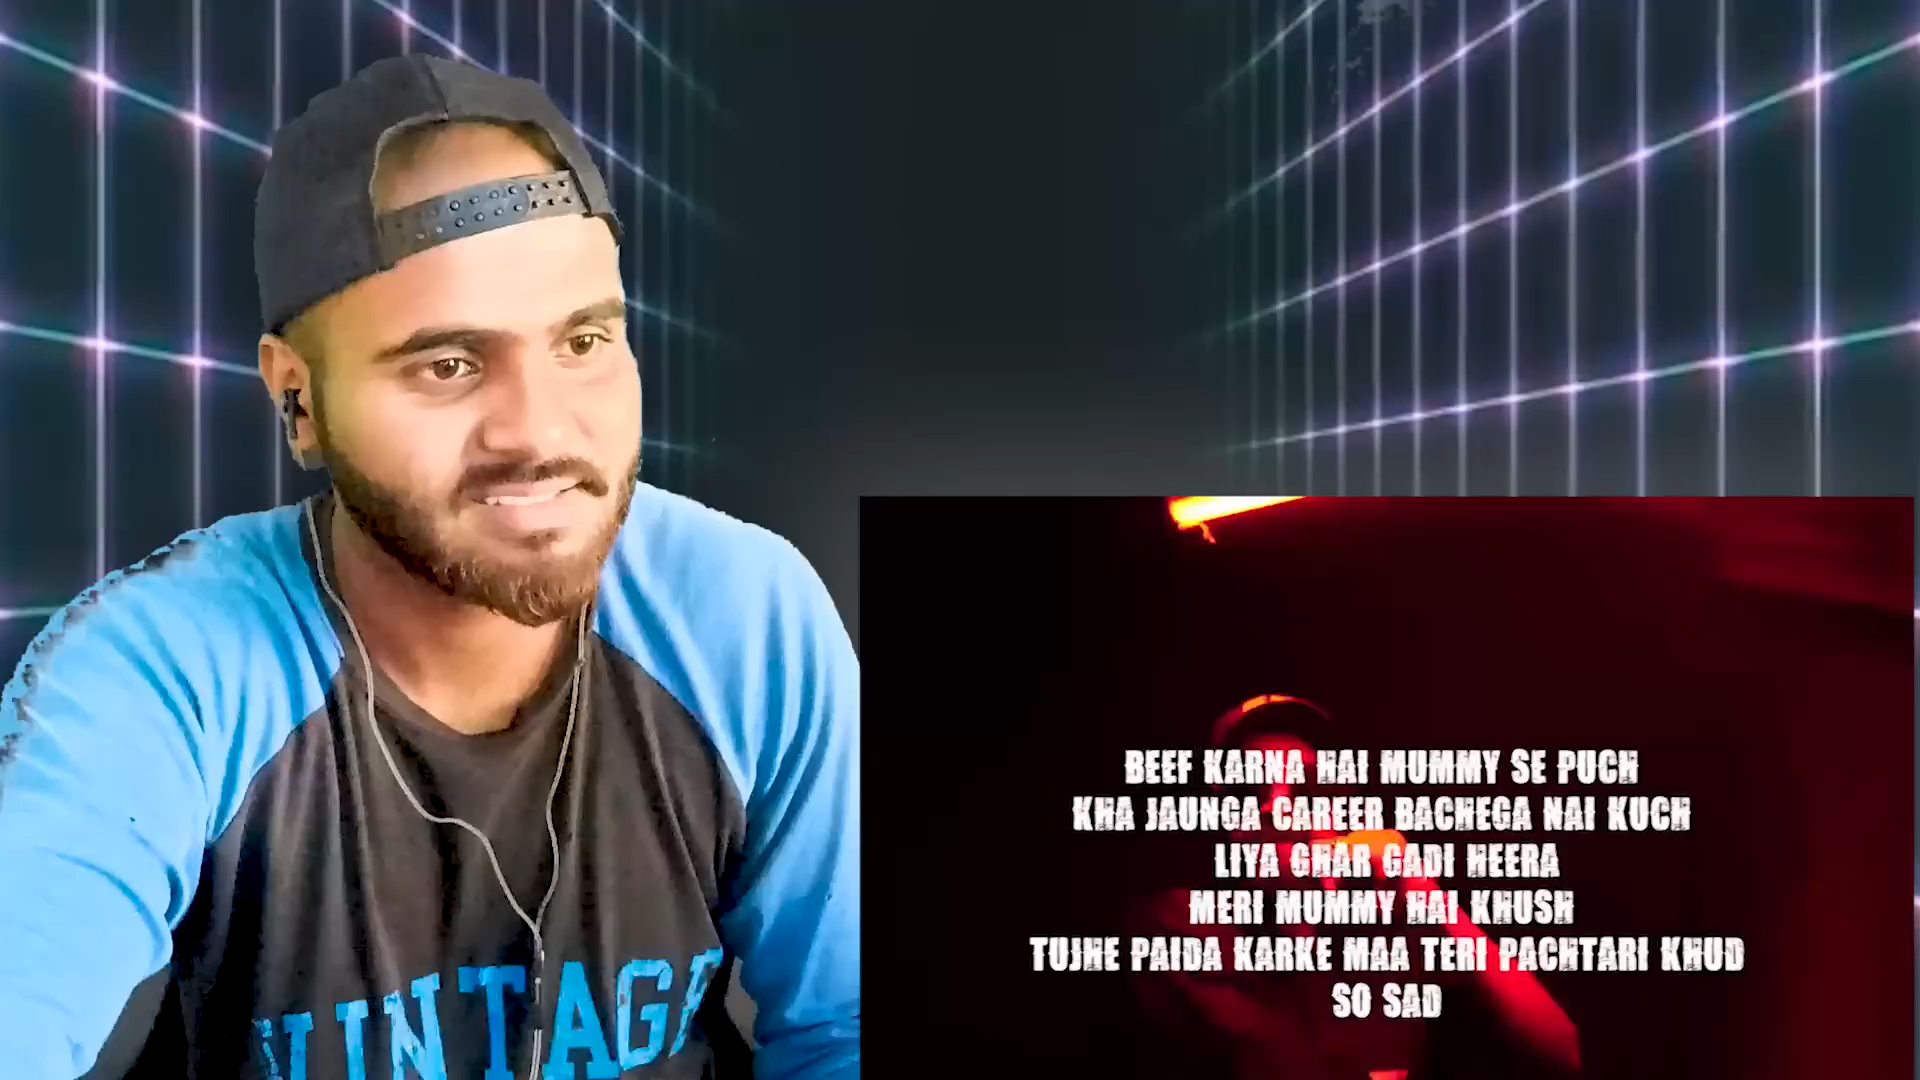 BEEF KARNA HAI MUMMY SE PUCH
KHA JAUNGA CAREER BACHEGA NAI KUCH
LIYA GHAR GADI HEERA
MERI MUMMY HAI KHUSH
TUJHE PAIDA KARKE MAA TERI PACHTARI KHUD
SO SAD
VINTAGE